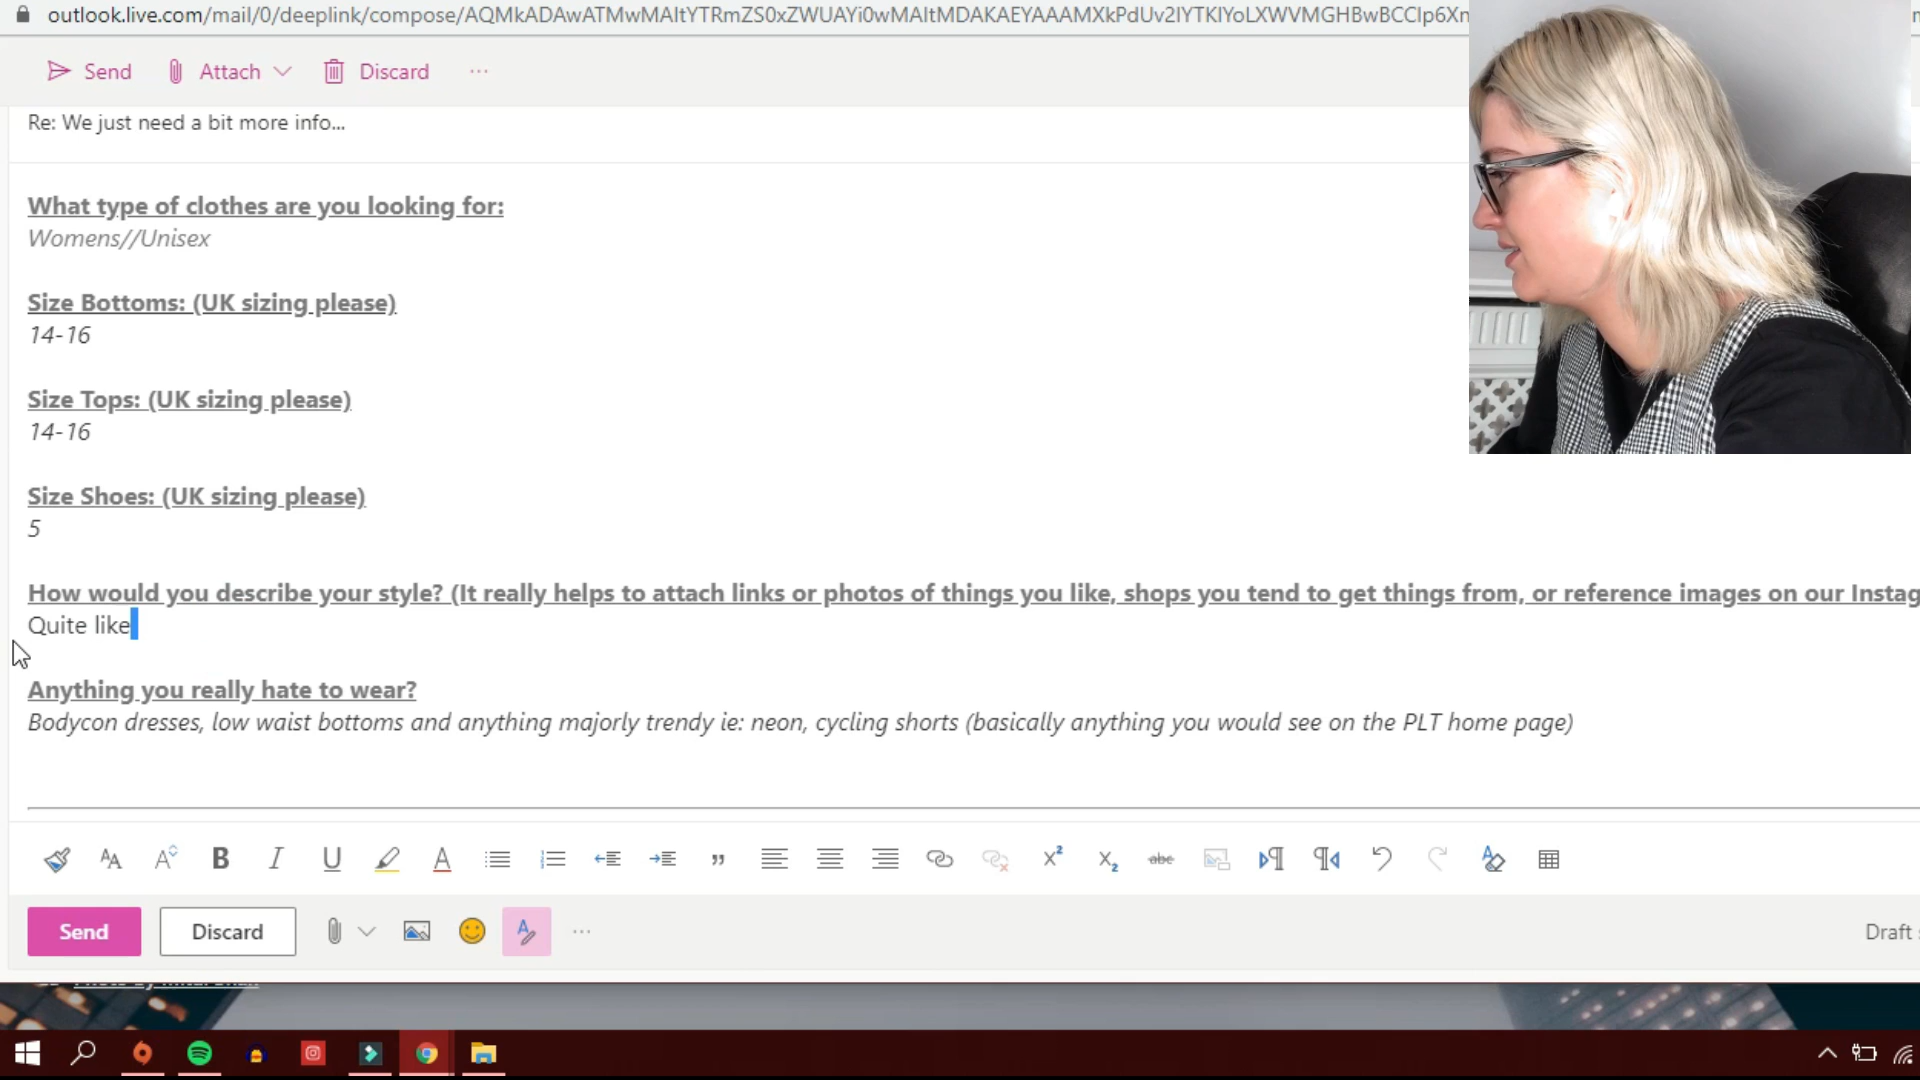 outlook.live.com/mail/0/deeplink/compose/
Send Attach Discard
Re: We just need a bit more info...
What type of clothes are you looking for:
Womens//Unisex
Size Bottoms: (UK sizing please)
14-16
Size Tops: (UK sizing please)
14-16
Size Shoes: (UK sizing please)
5
How would you describe your style? (It really helps to attach links or photos of things you like, shops you tend to get things from, or reference images on our Instag
Quite like
Anything you really hate to wear?
Bodycon dresses, low waist bottoms and anything majorly trendy ie: neon, cycling shorts (basically anything you would see on the PLT home page)
Send Discard Draft